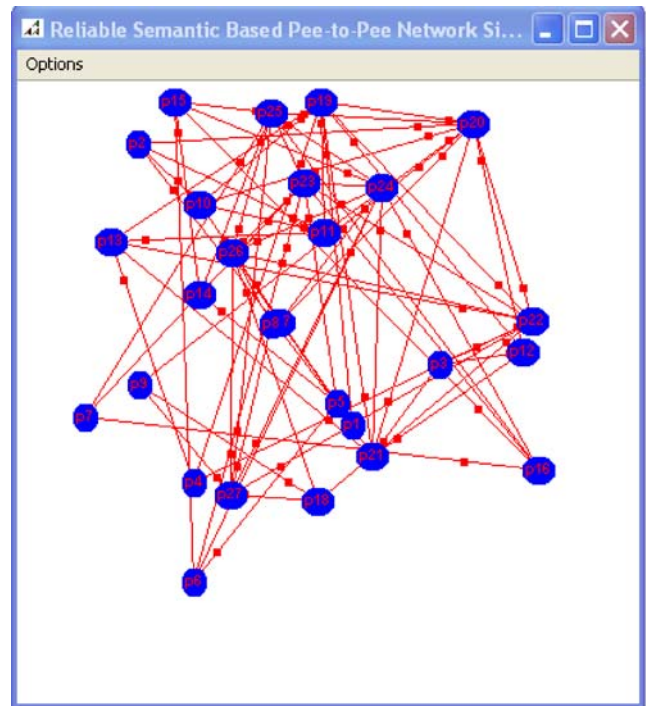 Reliable Semantic Based Pee-to-Pee Network Si...
Options
p15
p25
p19
p20
p2
p23
p24
p10
p11
p13
p26
p14
p22
p8
p12
p3
p9
p5
p7
p1
p21
p16
p4
p27
p18
p6